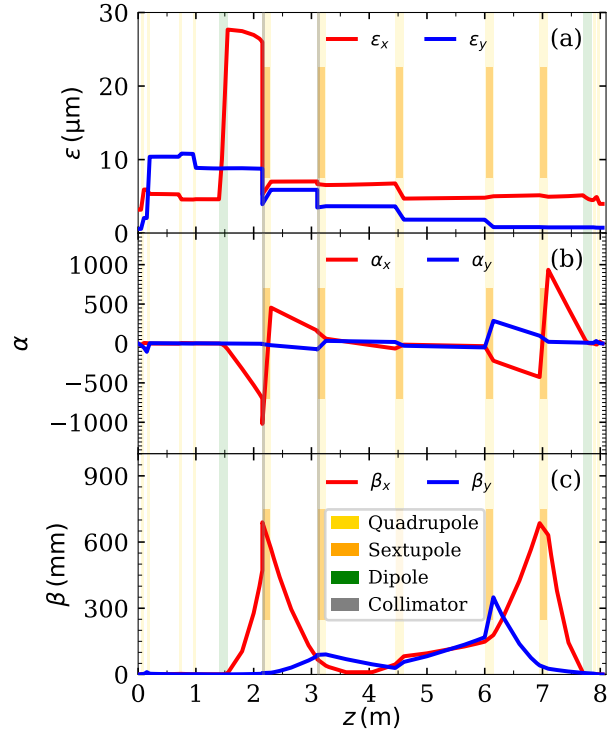 30
20
10
0
ε (µm)
εx
εy
(a)
1000
500
0
−500
−1000
α
αx
αy
(b)
900
600
300
0
β (mm)
βx
βy
(c)
Quadrupole
Sextupole
Dipole
Collimator
0 1 2 3 4 5 6 7 8
z (m)